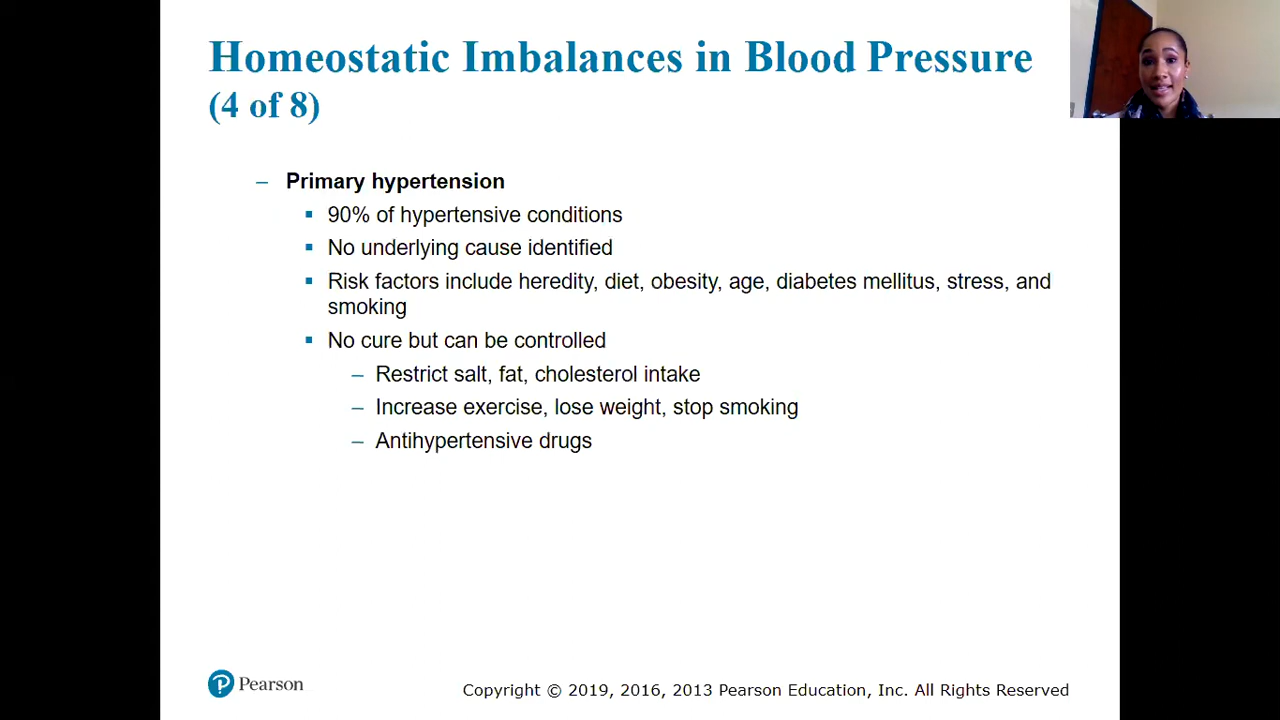 Homeostatic Imbalances in Blood Pressure
(4 of 8)
– Primary hypertension
▪ 90% of hypertensive conditions
▪ No underlying cause identified
▪ Risk factors include heredity, diet, obesity, age, diabetes mellitus, stress, and
smoking
▪ No cure but can be controlled
– Restrict salt, fat, cholesterol intake
– Increase exercise, lose weight, stop smoking
– Antihypertensive drugs
Pearson
Copyright © 2019, 2016, 2013 Pearson Education, Inc. All Rights Reserved